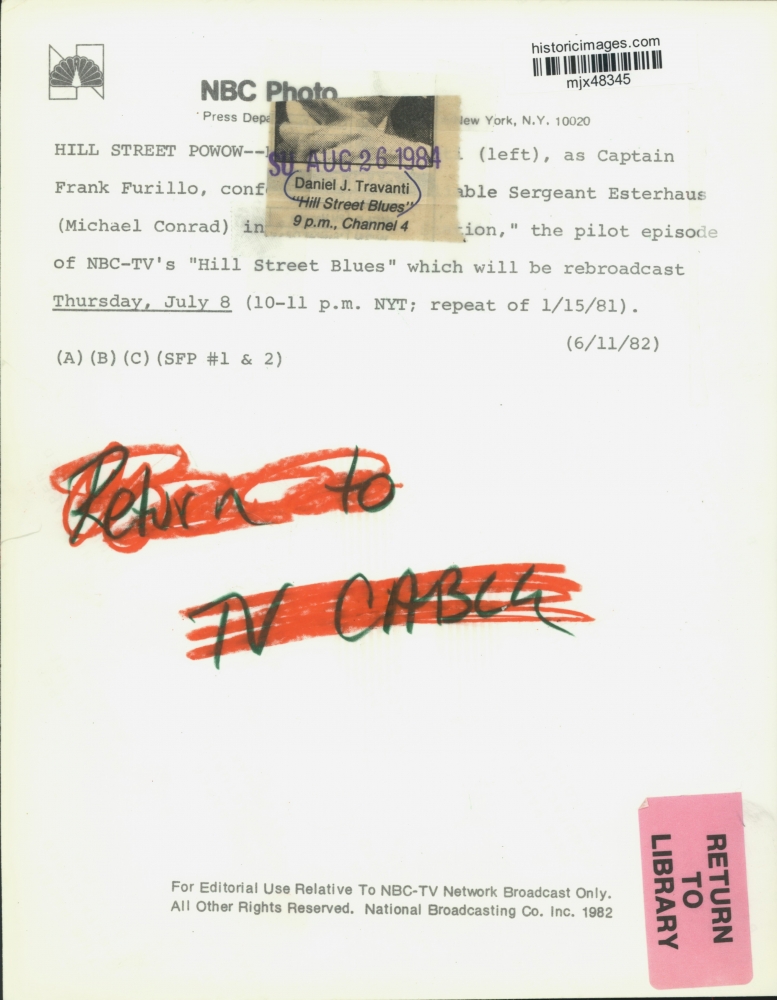 historicimages.com
mjx48345
NBC Photo
Press Depa ew York, N.Y. 10020
HILL STREET POWOW-- (left), as Captain
SU AUG 26 1984
Frank Furillo, conf able Sergeant Esterhaus
Daniel J. Travanti
"Hill Street Blues"
9 p.m., Channel 4
(Michael Conrad) in ion," the pilot episode
of NBC-TV's "Hill Street Blues" which will be rebroadcast
Thursday, July 8 (10-11 p.m. NYT; repeat of 1/15/81).
(6/11/82)
(A)(B)(C)(SFP #1 & 2)
Return to
TV CABLE
RETURN
TO
LIBRARY
For Editorial Use Relative To NBC-TV Network Broadcast Only.
All Other Rights Reserved. National Broadcasting Co. Inc. 1982